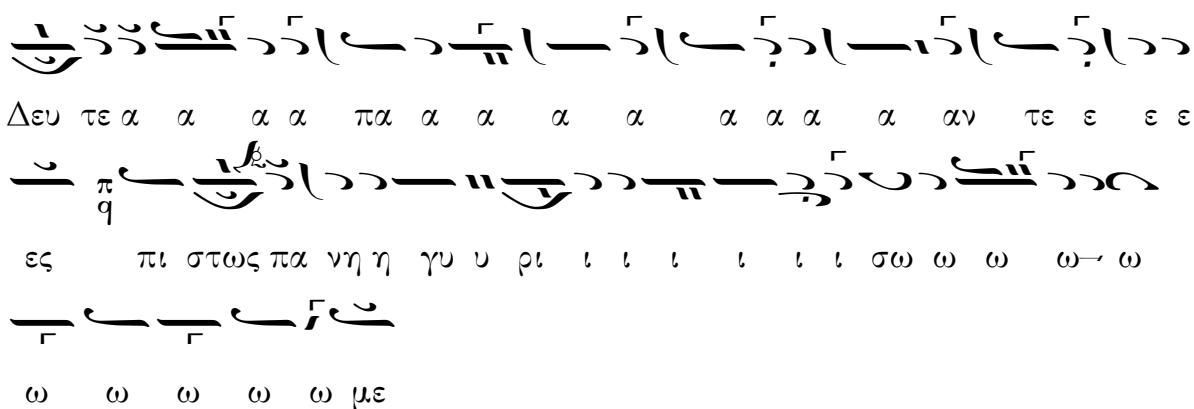 Δευ τε α α α α πα α α α α α α α α αν τε ε ε ε
π
q
ες πι στως πα νη η γυ υ ρι ι ι ι ι ι ι σω ω ω ω ω
ω ω ω ω ω με